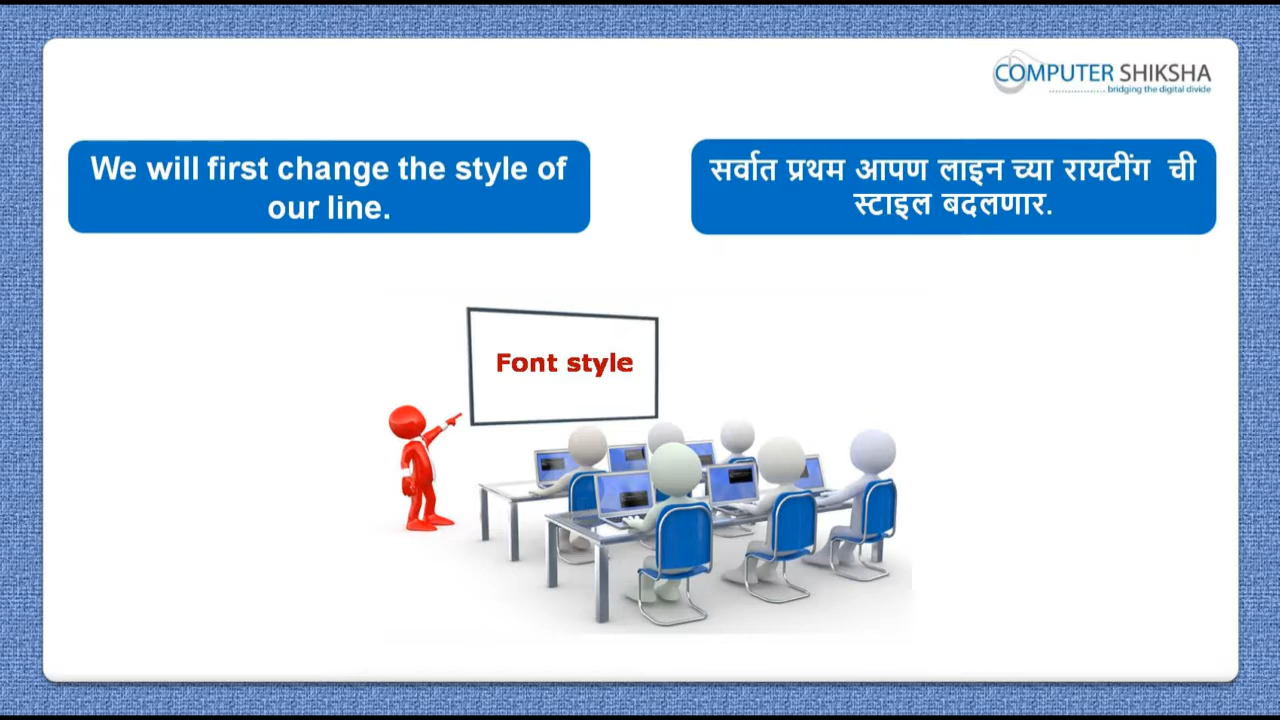 COMPUTER SHIKSHA
bridging the digital divide
We will first change the style of
our line.
सर्वात प्रथम आपण लाइन च्या रायटींग ची
स्टाइल बदलणार.
Font style